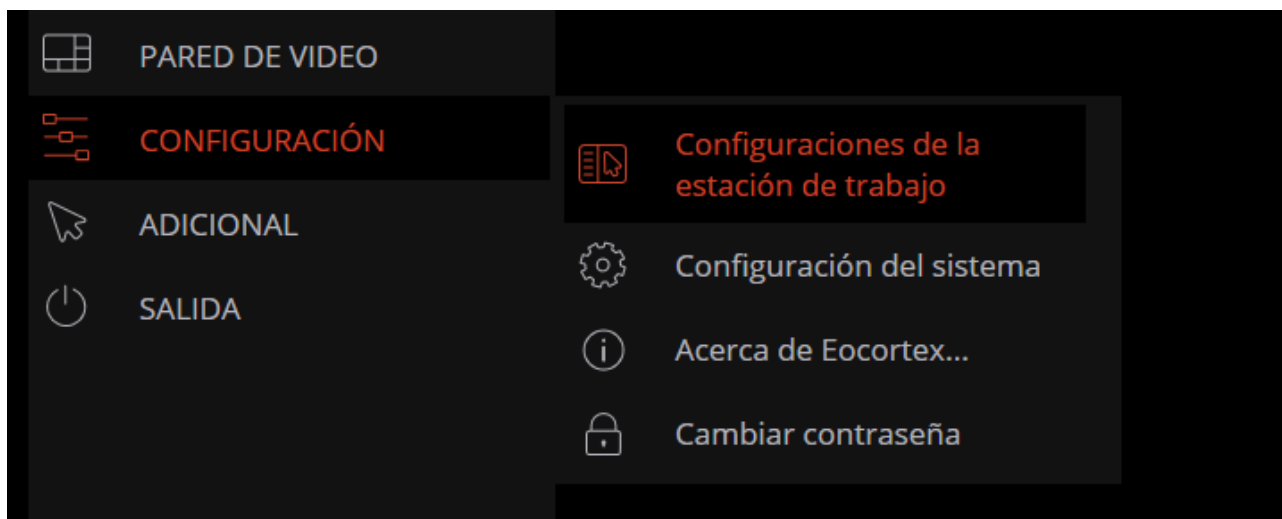 PARED DE VIDEO
CONFIGURACIÓN
ADICIONAL
SALIDA
Configuraciones de la
estación de trabajo
Configuración del sistema
Acerca de Eocortex...
Cambiar contraseña